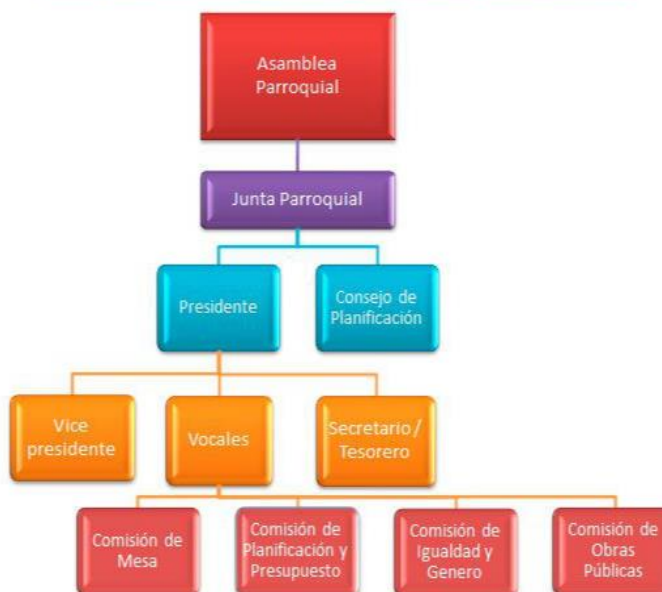 Asamblea
Parroquial
Junta Parroquial
Presidente
Consejo de
Planificación
Vice
presidente
Vocales
Secretario /
Tesorero
Comisión de
Mesa
Comisión de
Planificación y
Presupuesto
Comisión de
Igualdad y
Genero
Comisión de
Obras
Públicas